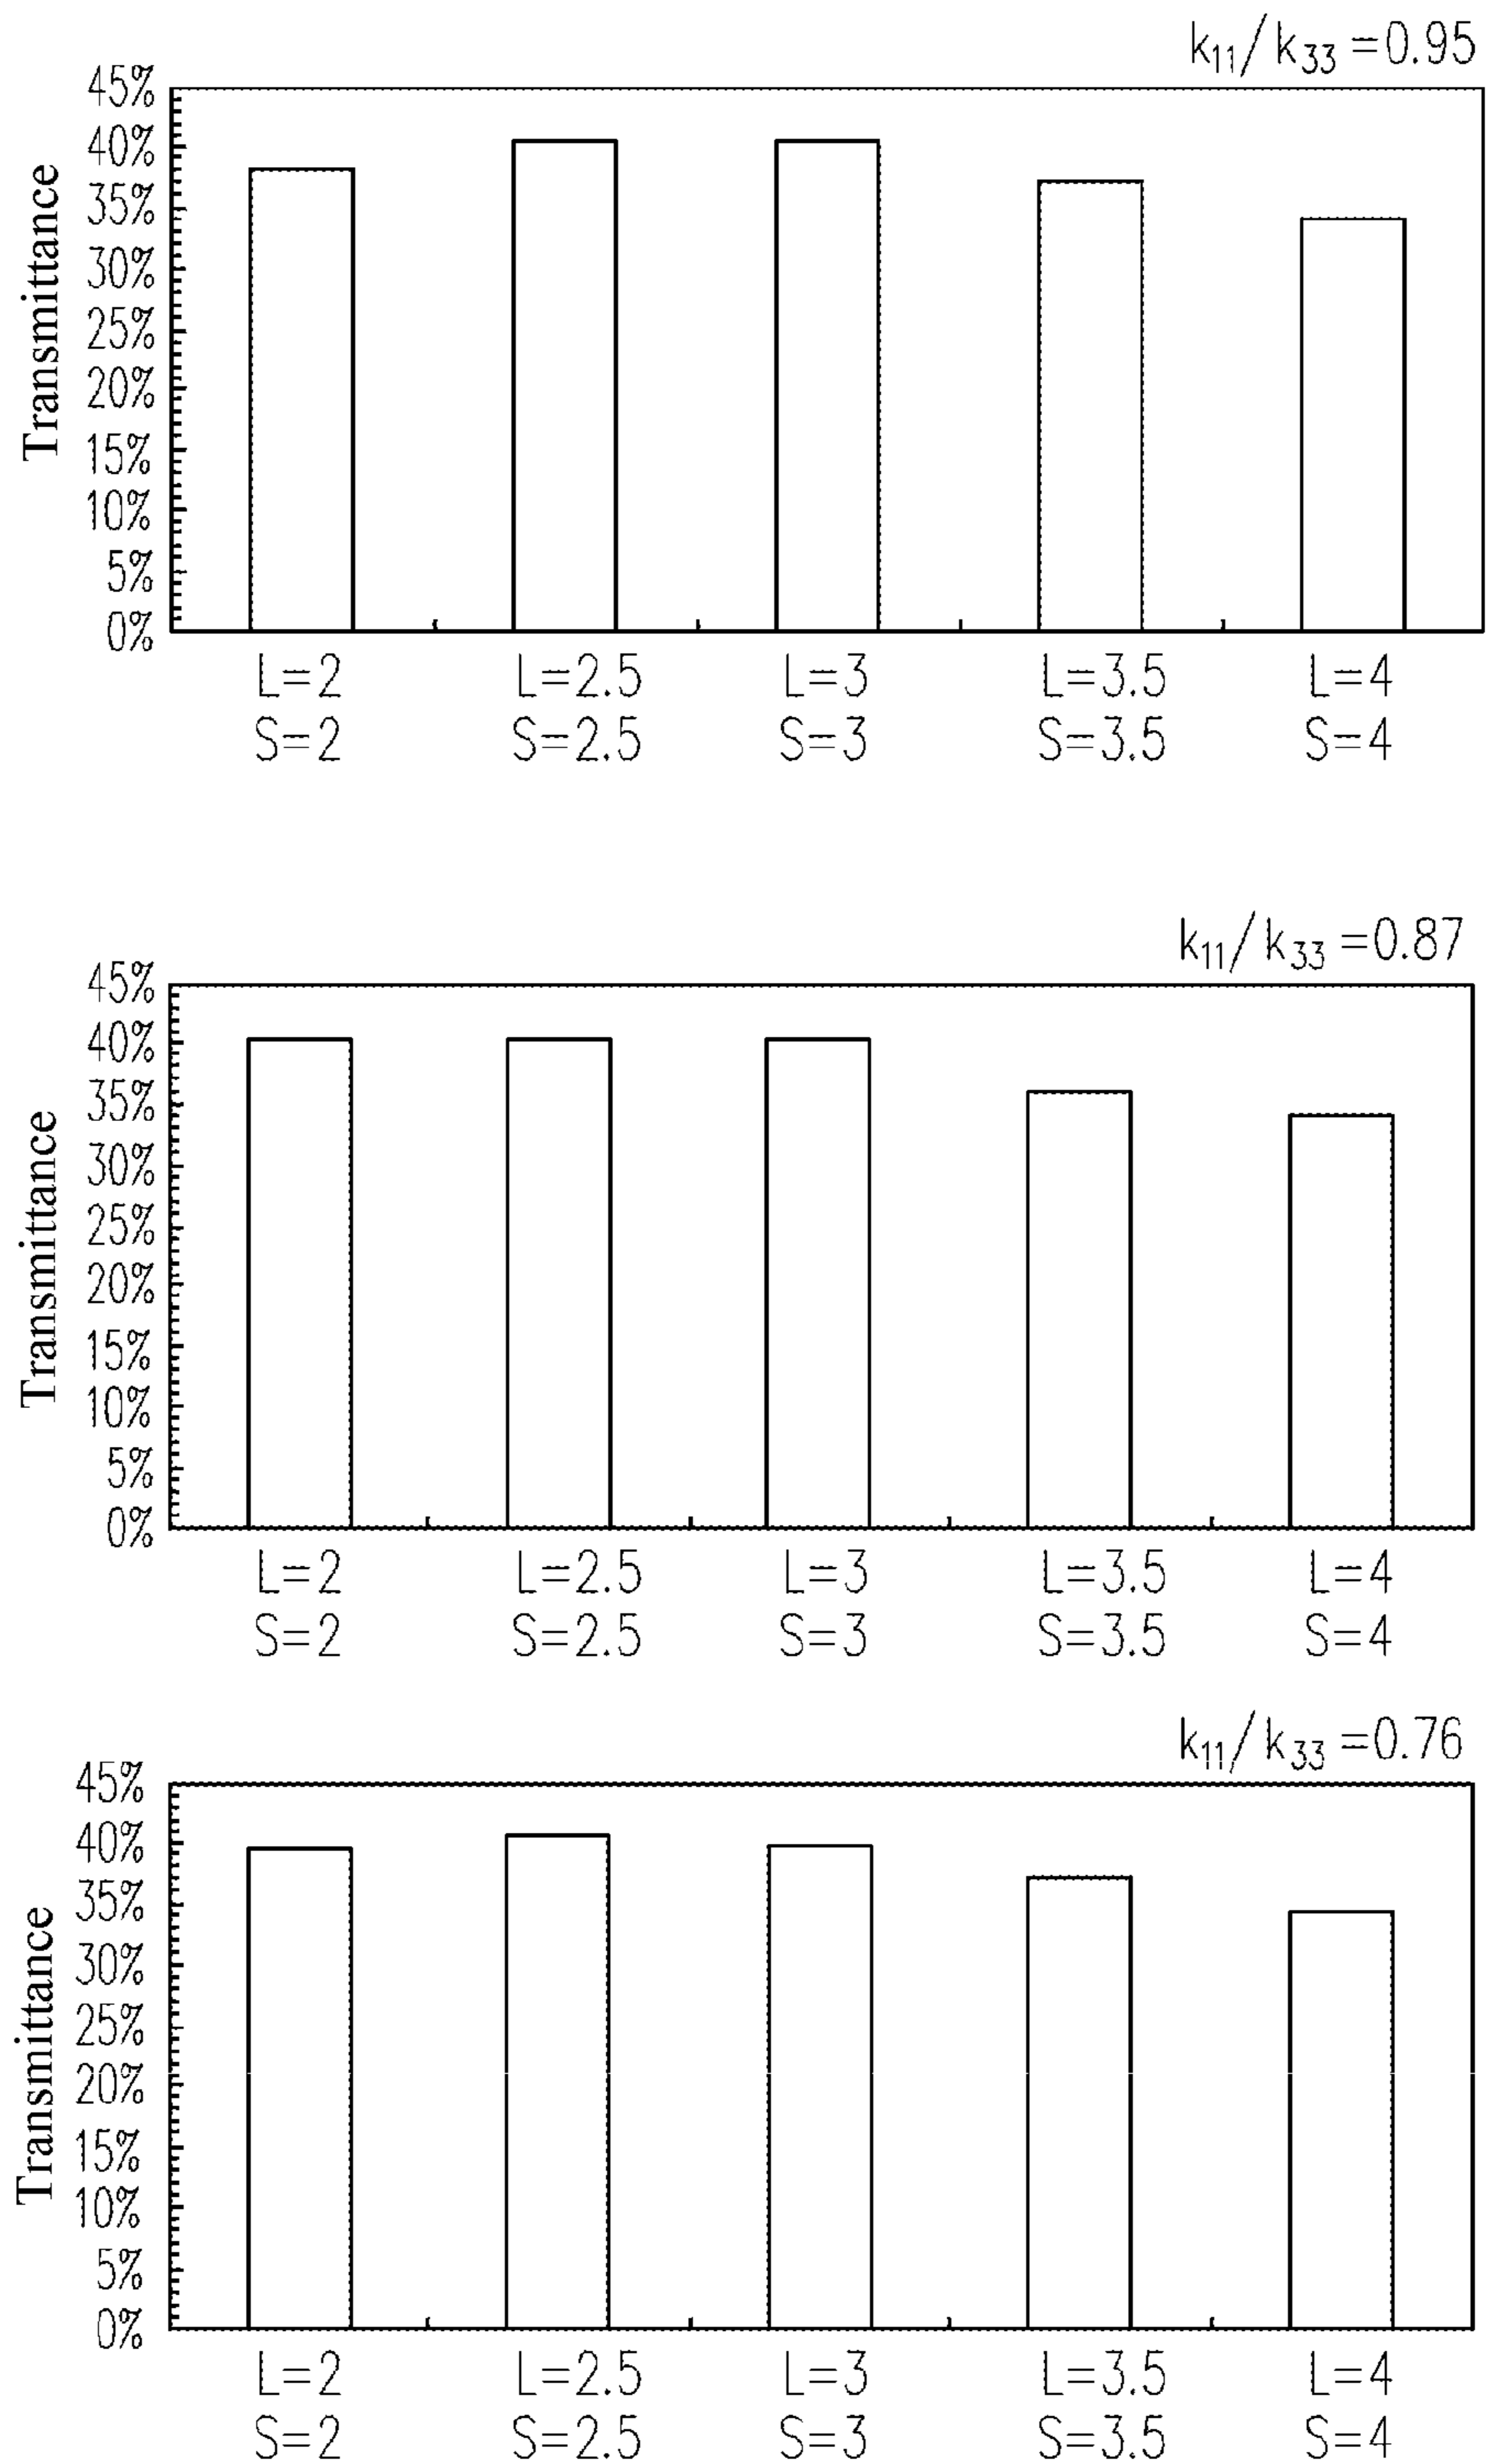 k11/k33=0.95
Transmittance
45%
40%
35%
30%
25%
20%
15%
10%
5%
0%
L=2 L=2.5 L=3 L=3.5 L=4
S=2 S=2.5 S=3 S=3.5 S=4
k11/k33=0.87
Transmittance
45%
40%
35%
30%
25%
20%
15%
10%
5%
0%
L=2 L=2.5 L=3 L=3.5 L=4
S=2 S=2.5 S=3 S=3.5 S=4
k11/k33=0.76
Transmittance
45%
40%
35%
30%
25%
20%
15%
10%
5%
0%
L=2 L=2.5 L=3 L=3.5 L=4
S=2 S=2.5 S=3 S=3.5 S=4